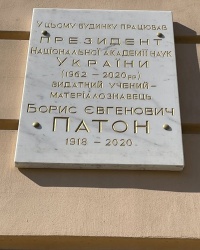 У ЦЬОМУ БУДИНКУ ПРАЦЮВАВ
ПРЕЗИДЕНТ
НАЦІОНАЛЬНОЇ АКАДЕМІЇ НАУК
УКРАЇНИ
(1962 – 2020рр)
ВИДАТНИЙ УЧЕНИЙ–
МАТЕРІАЛОЗНАВЕЦЬ
БОРИС ЄВГЕНОВИЧ
ПАТОН
1918 – 2020